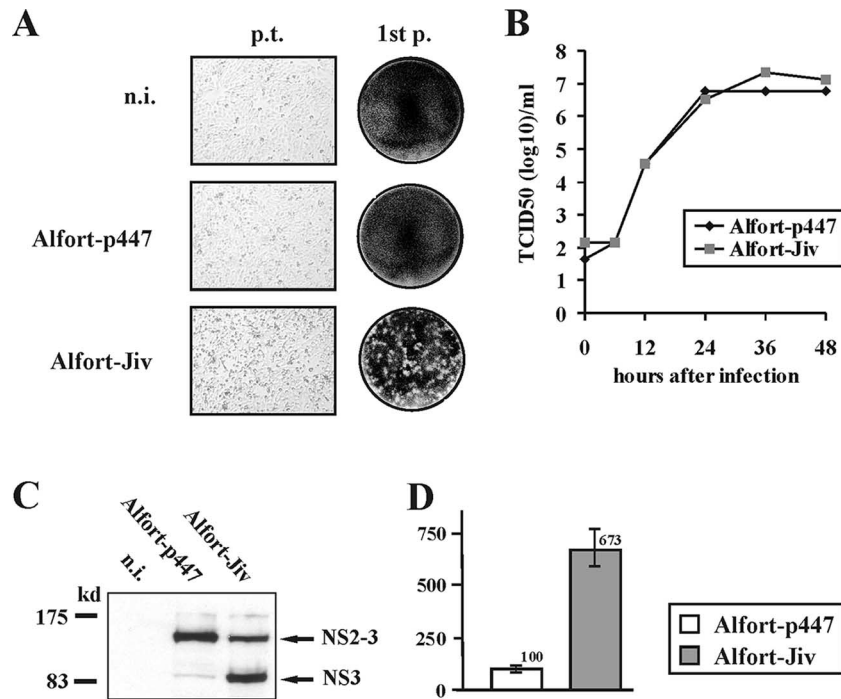 A
p.t.
1st p.
n.i.
Alfort-p447
Alfort-Jiv
B
TCID50 (log10)/ml
8
7
6
5
4
3
2
1
0
0 12 24 36 48
hours after infection
Alfort-p447
Alfort-Jiv
C
n.i.
Alfort-p447
Alfort-Jiv
kd
175
83
NS2-3
NS3
D
750
500
250
0
100
673
Alfort-p447
Alfort-Jiv